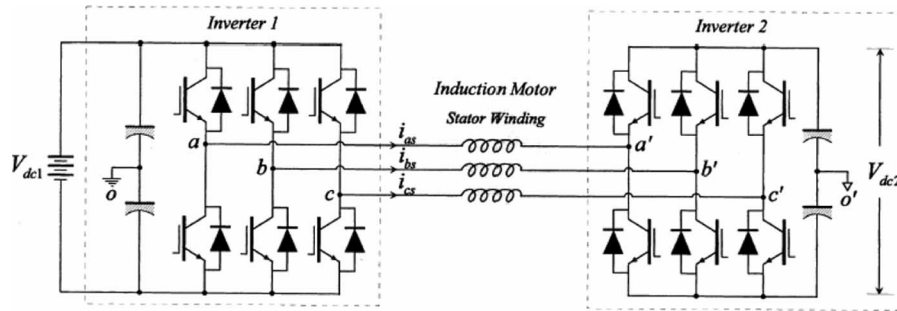 Inverter 1
Inverter 2
Induction Motor
Stator Winding
V_dc1
o
a
b
c
i_as
i_bs
i_cs
a'
b'
c'
o'
V_dc2